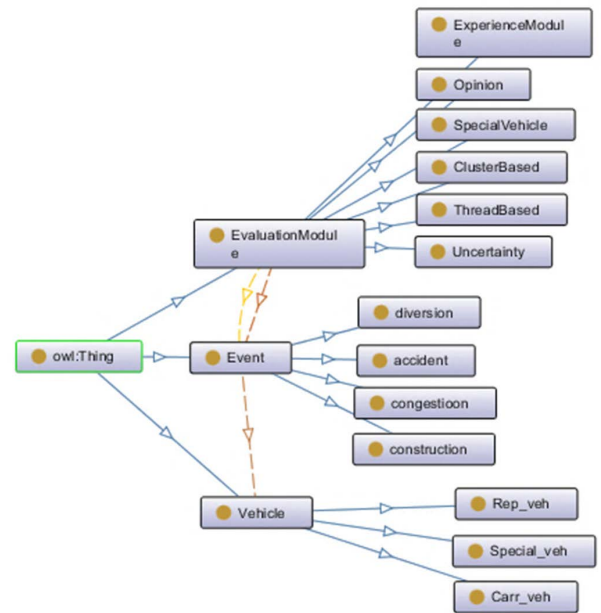 ExperienceModul
e
Opinion
SpecialVehicle
ClusterBased
ThreadBased
EvaluationModul
e
Uncertainty
diversion
owl:Thing
Event
accident
congestioon
construction
Vehicle
Rep_veh
Special_veh
Carr_veh